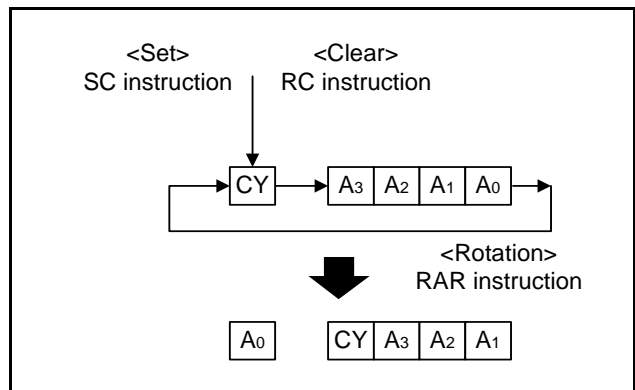 <Set> <Clear>
SC instruction RC instruction
CY A3 A2 A1 A0
<Rotation>
RAR instruction
A0 CY A3 A2 A1